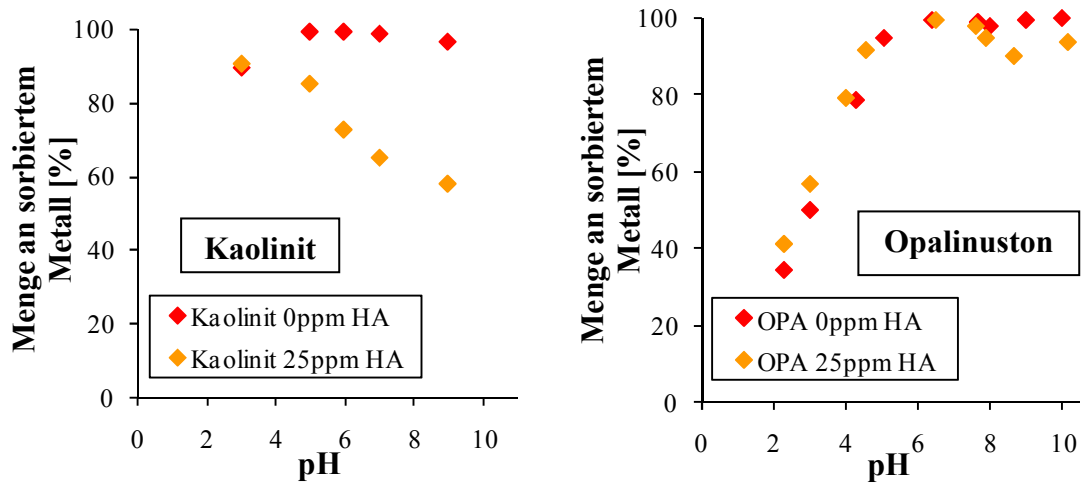 Menge an sorbiertem
Metall [%]
100
80
60
40
20
0
0
2
4
6
8
10
pH
Kaolinit
Kaolinit 0ppm HA
Kaolinit 25ppm HA
Menge an sorbiertem
Metall [%]
100
80
60
40
20
0
0
2
4
6
8
10
pH
Opalinuston
OPA 0ppm HA
OPA 25ppm HA